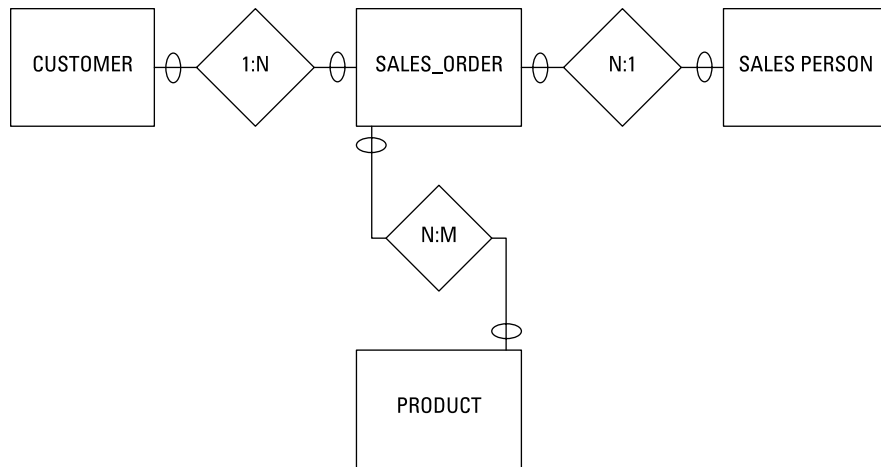 CUSTOMER
1:N
SALES_ORDER
N:1
SALES PERSON
N:M
PRODUCT